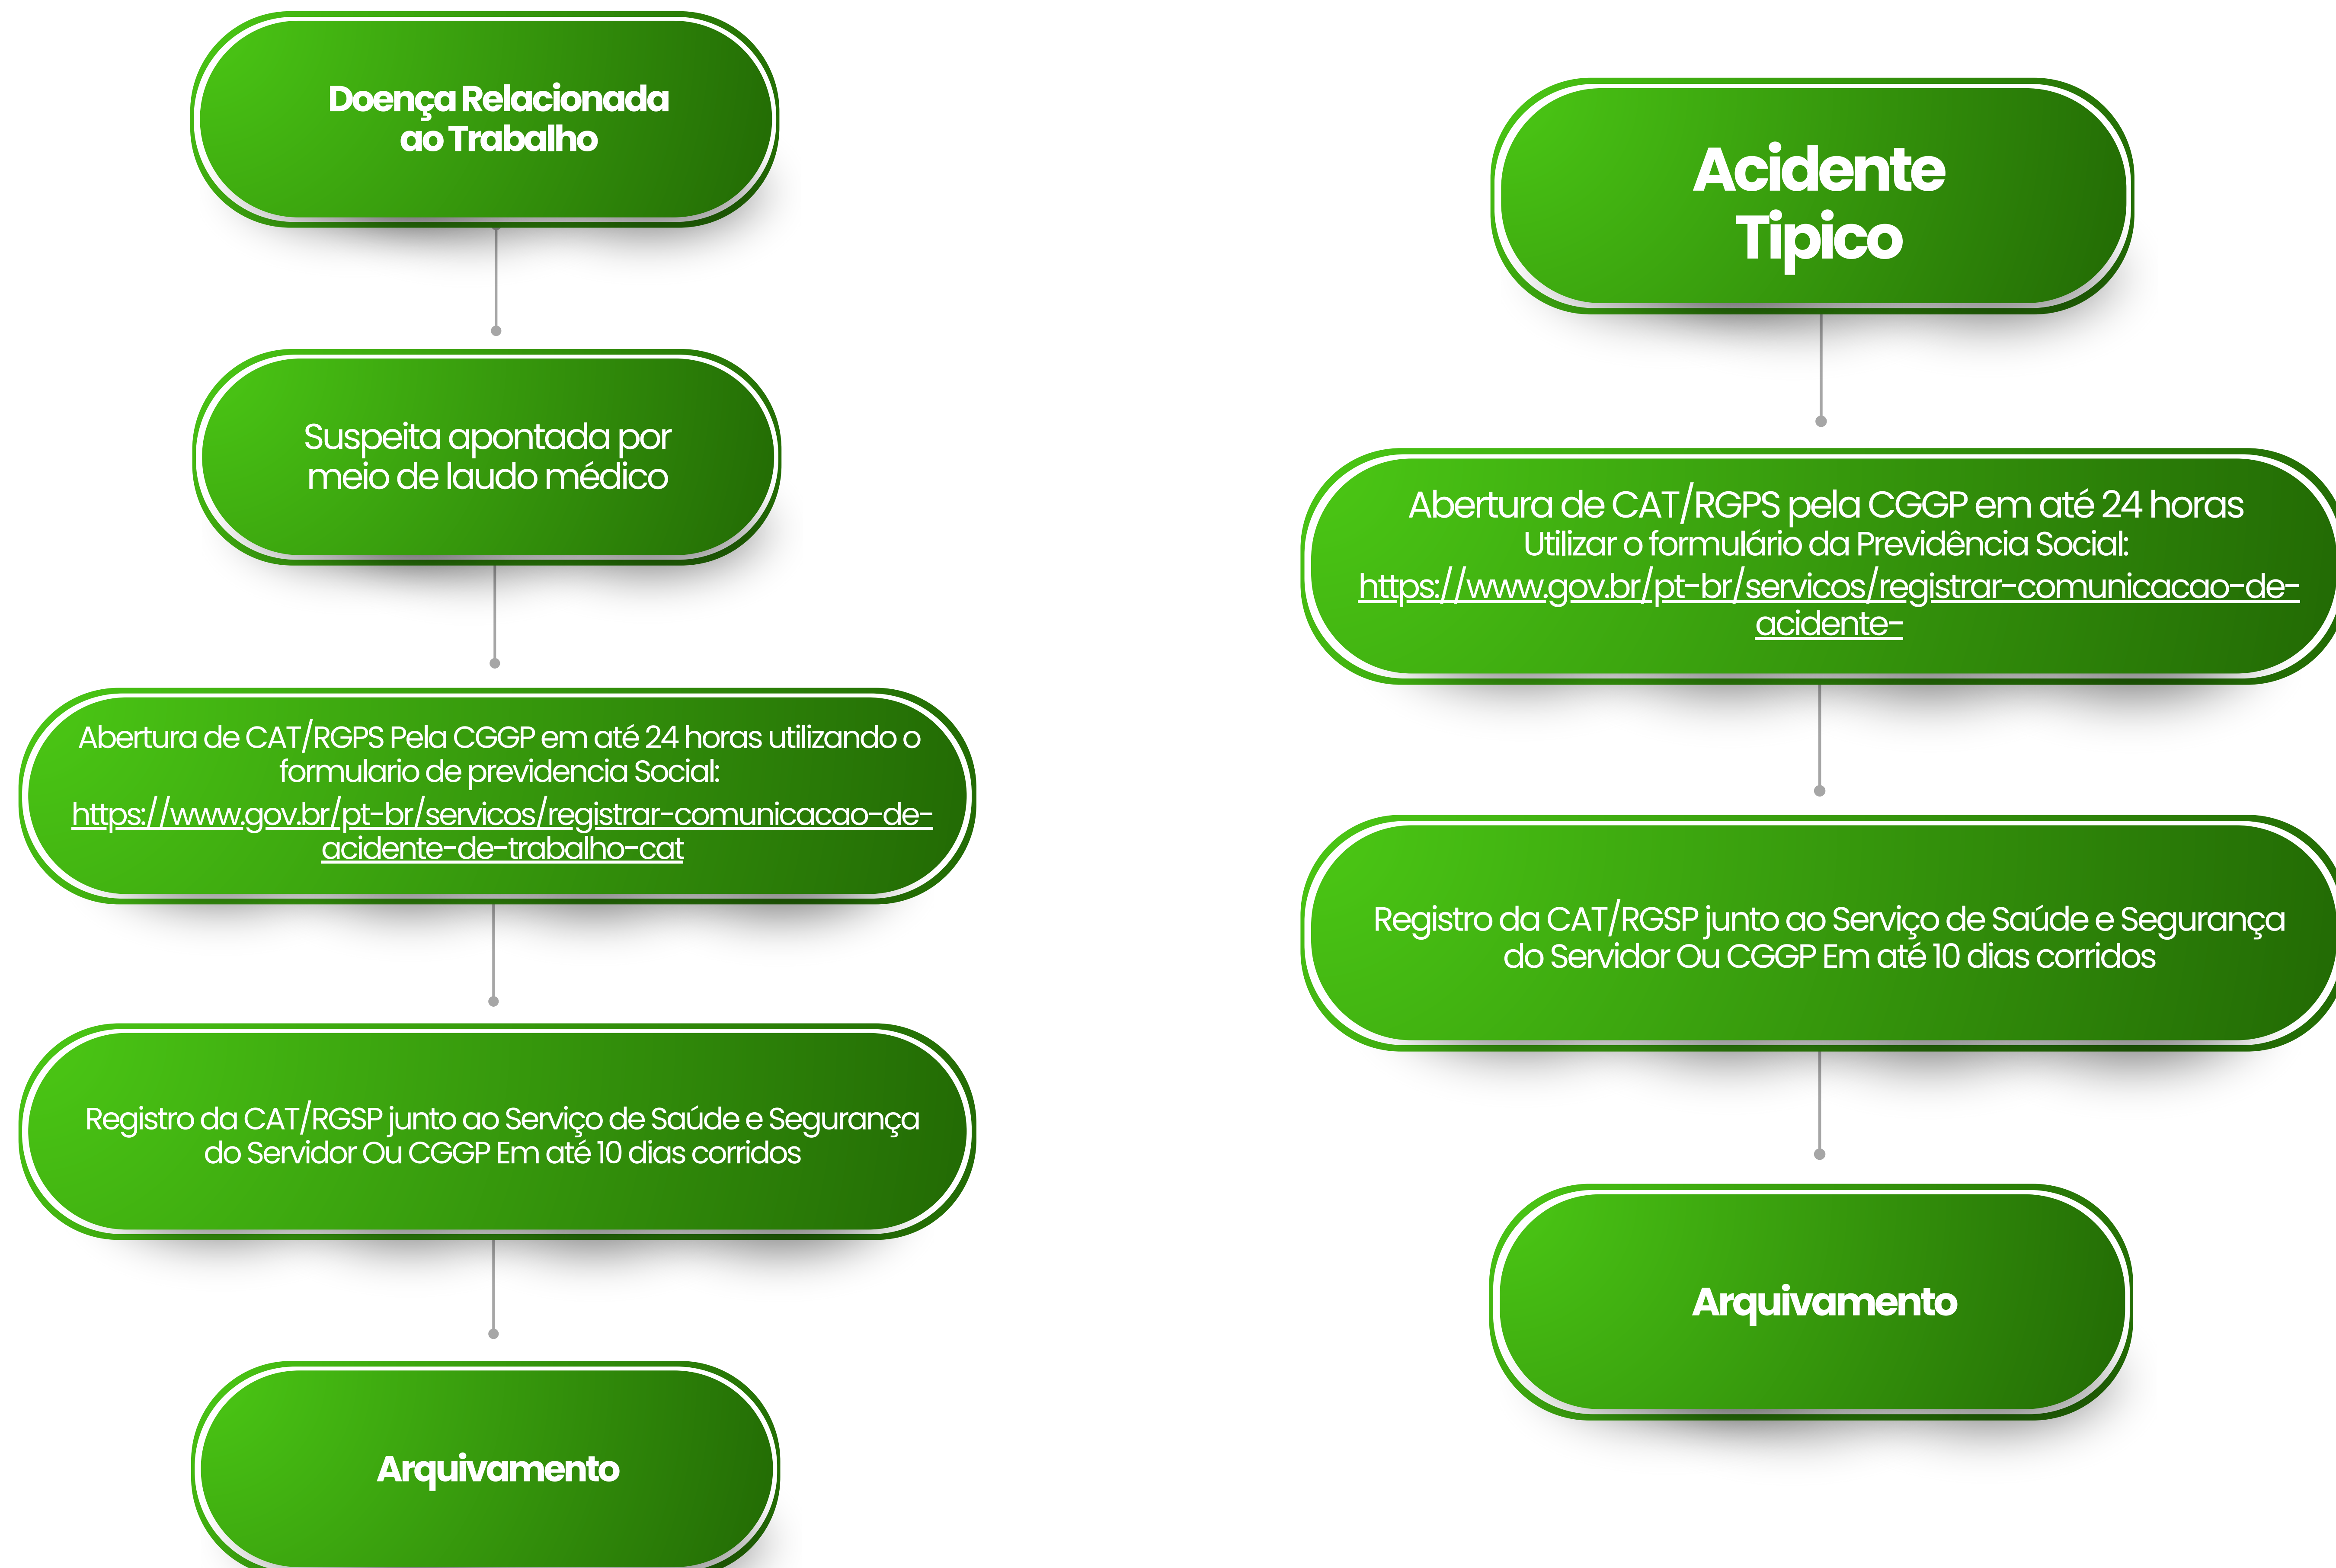 Doença Relacionada
ao Trabalho
Suspeita apontada por
meio de laudo médico
Abertura de CAT/RGPS Pela CGGP em até 24 horas utilizando o
formulario de previdencia Social:
https://www.gov.br/pt-br/servicos/registrar-comunicacao-de-
acidente-de-trabalho-cat
Registro da CAT/RGSP junto ao Serviço de Saúde e Segurança
do Servidor Ou CGGP Em até 10 dias corridos
Arquivamento
Acidente
Tipico
Abertura de CAT/RGPS pela CGGP em até 24 horas
Utilizar o formulário da Previdência Social:
https://www.gov.br/pt-br/servicos/registrar-comunicacao-de-
acidente-
Registro da CAT/RGSP junto ao Serviço de Saúde e Segurança
do Servidor Ou CGGP Em até 10 dias corridos
Arquivamento